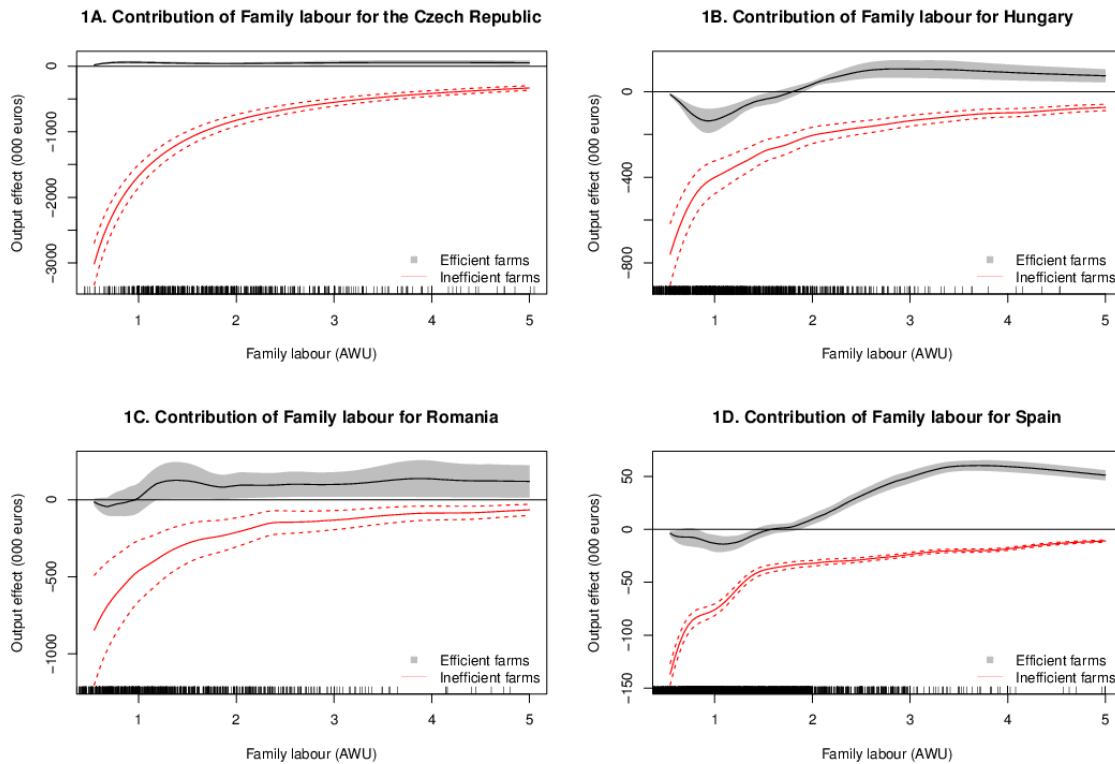 1A. Contribution of Family labour for the Czech Republic
Output effect (000 euros)
0
-1000
-2000
-3000
Efficient farms
Inefficient farms
1 2 3 4 5
Family labour (AWU)
1B. Contribution of Family labour for Hungary
Output effect (000 euros)
0
-400
-800
Efficient farms
Inefficient farms
1 2 3 4 5
Family labour (AWU)
1C. Contribution of Family labour for Romania
Output effect (000 euros)
0
-500
-1000
Efficient farms
Inefficient farms
1 2 3 4 5
Family labour (AWU)
1D. Contribution of Family labour for Spain
Output effect (000 euros)
50
0
-50
-100
-150
Efficient farms
Inefficient farms
1 2 3 4 5
Family labour (AWU)